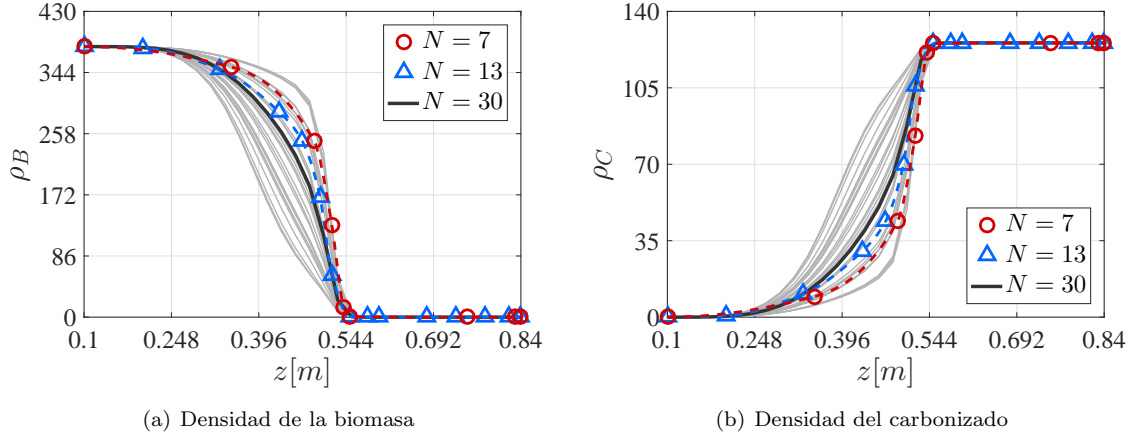 430
344
258
172
86
0
ρB
N = 7
N = 13
N = 30
0.1 0.248 0.396 0.544 0.692 0.84
z[m]
(a) Densidad de la biomasa
140
105
70
35
0
ρC
N = 7
N = 13
N = 30
0.1 0.248 0.396 0.544 0.692 0.84
z[m]
(b) Densidad del carbonizado